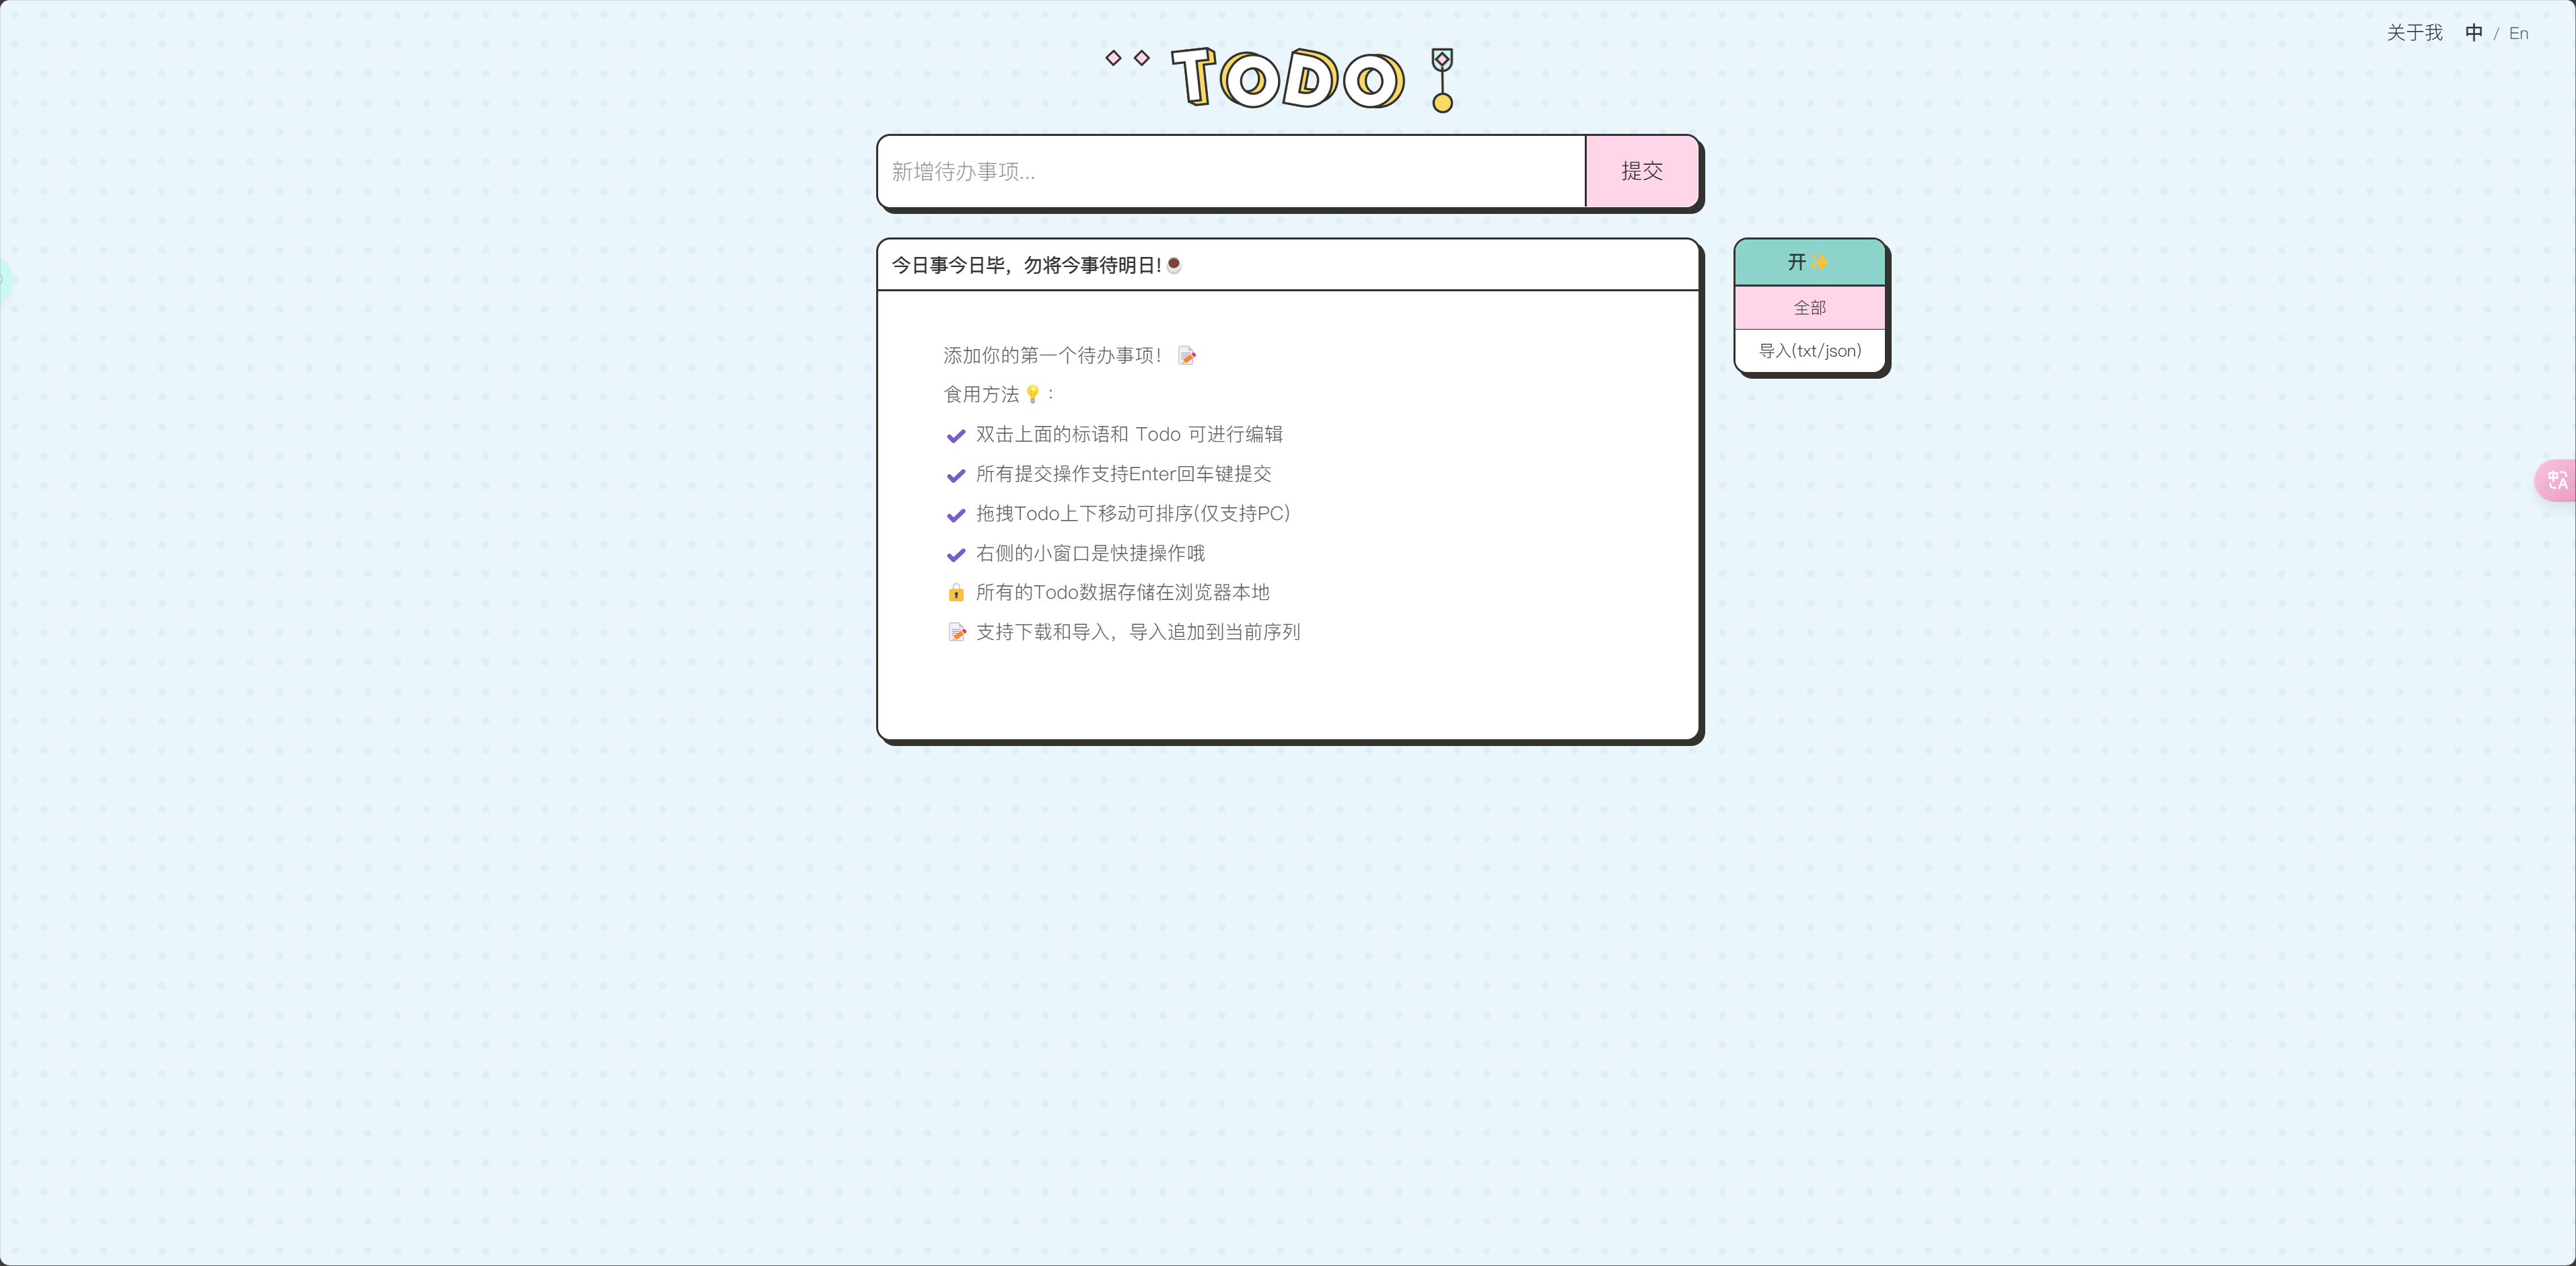 关于我 中 / En
TODO
新增待办事项...
提交
今日事今日毕，勿将今事待明日!☕
开✨
全部
导入(txt/json)
添加你的第一个待办事项！📝
食用方法💡：
✔ 双击上面的标语和 Todo 可进行编辑
✔ 所有提交操作支持Enter回车键提交
✔ 拖拽Todo上下移动可排序(仅支持PC)
✔ 右侧的小窗口是快捷操作哦
🔒 所有的Todo数据存储在浏览器本地
📝 支持下载和导入，导入追加到当前序列